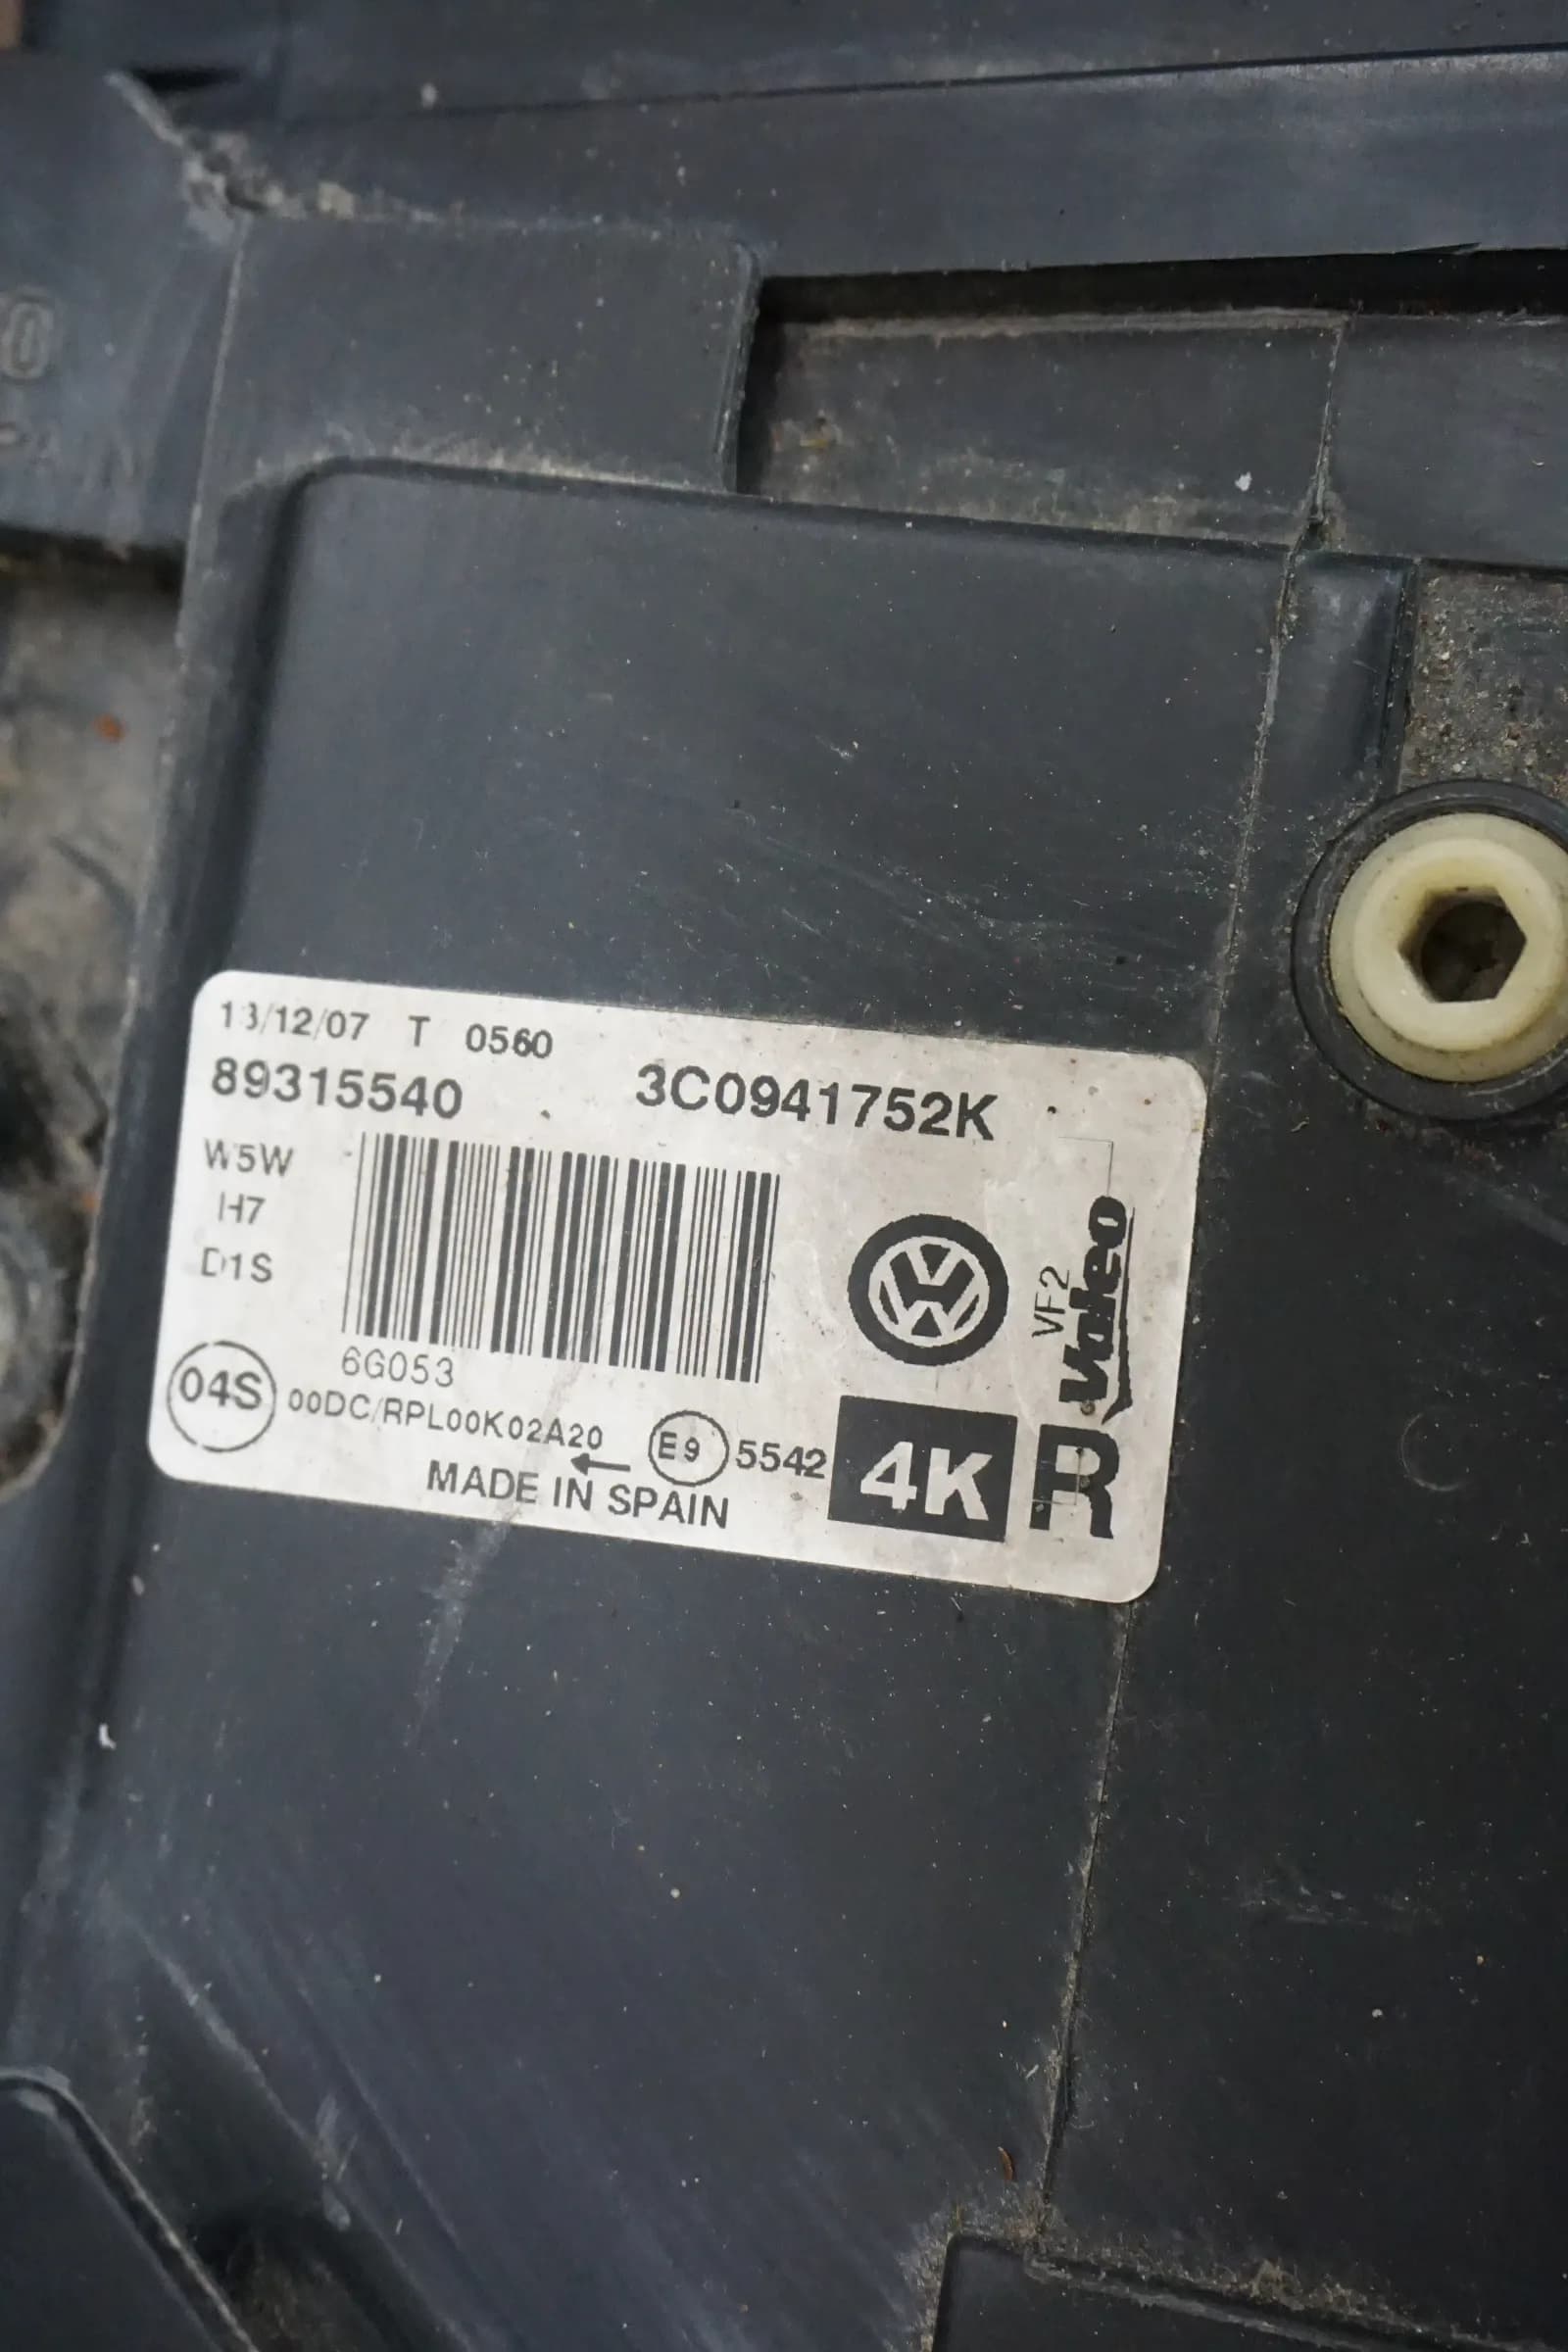 13/12/07 T 0560
89315540 3C0941752K
W5W
H7
D1S
6G053
VF2
Valeo
04S 00DC/RPL00K02A20 E9 5542 4K R
MADE IN SPAIN